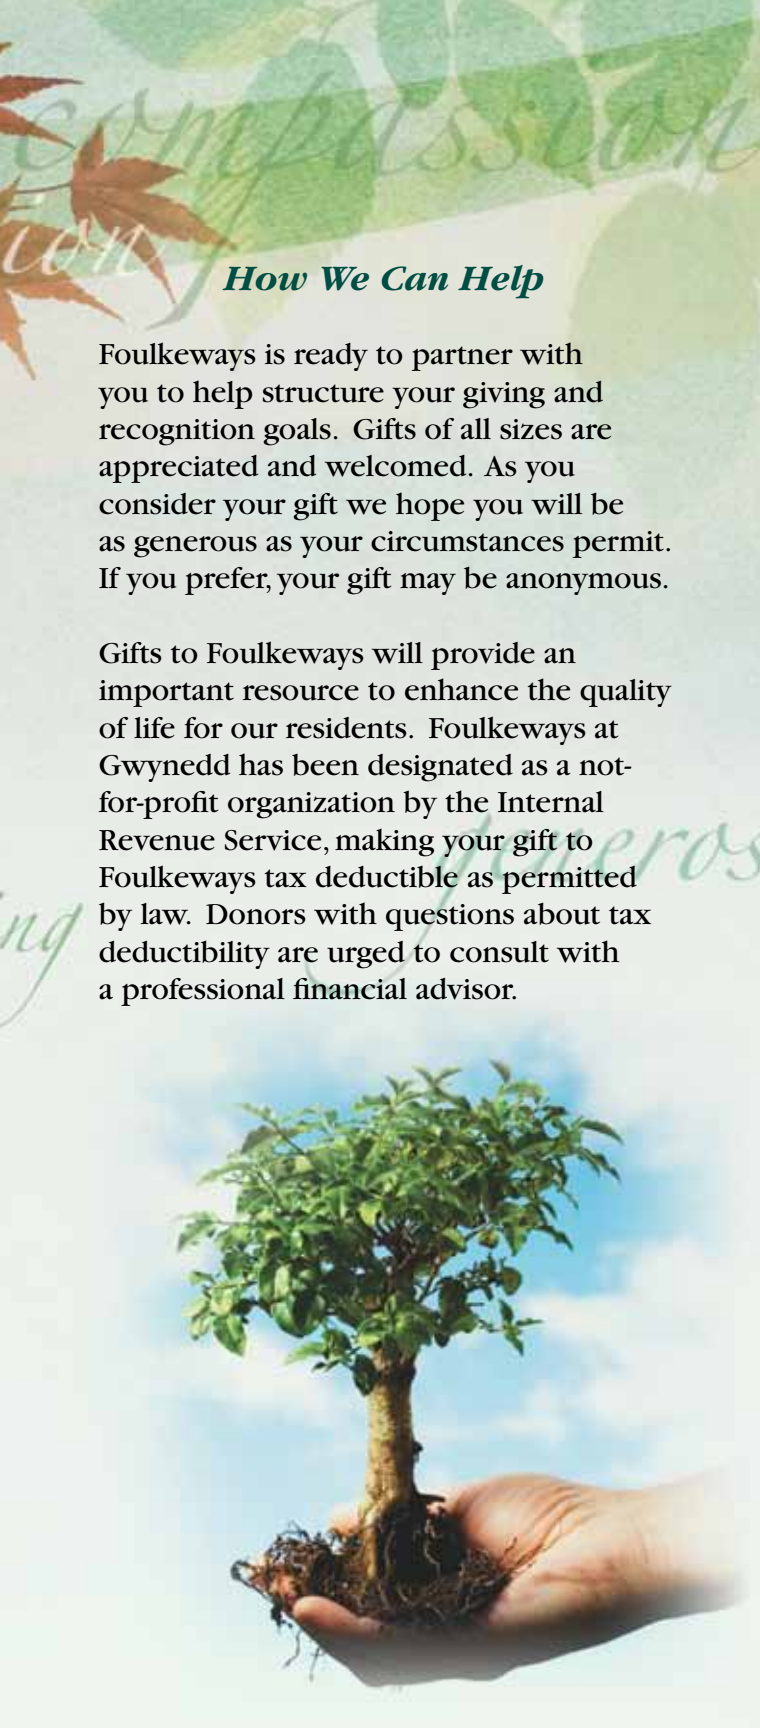 compassion
ion
How We Can Help
Foulkeways is ready to partner with
you to help structure your giving and
recognition goals. Gifts of all sizes are
appreciated and welcomed. As you
consider your gift we hope you will be
as generous as your circumstances permit.
If you prefer, your gift may be anonymous.
Gifts to Foulkeways will provide an
important resource to enhance the quality
of life for our residents. Foulkeways at
Gwynedd has been designated as a not-
for-profit organization by the Internal
Revenue Service, making your gift to
generos
Foulkeways tax deductible as permitted
ing
by law. Donors with questions about tax
deductibility are urged to consult with
a professional financial advisor.